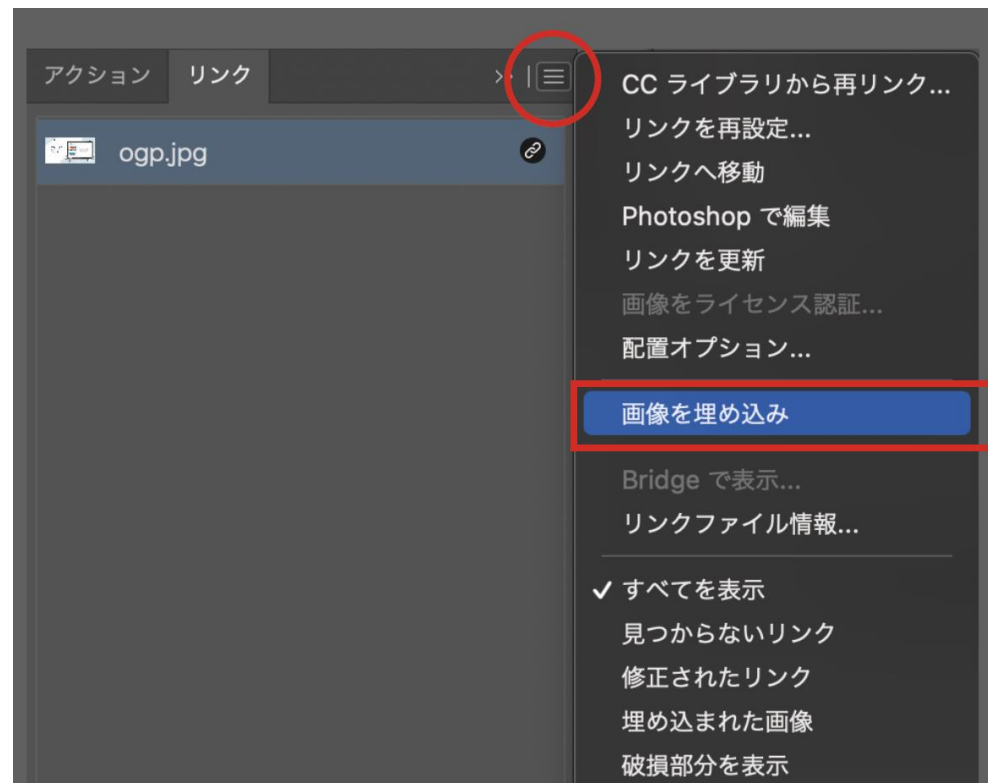 アクション リンク
ogp.jpg
CC ライブラリから再リンク...
リンクを再設定...
リンクへ移動
Photoshop で編集
リンクを更新
画像をライセンス認証...
配置オプション...
画像を埋め込み
Bridge で表示...
リンクファイル情報...
すべてを表示
見つからないリンク
修正されたリンク
埋め込まれた画像
破損部分を表示